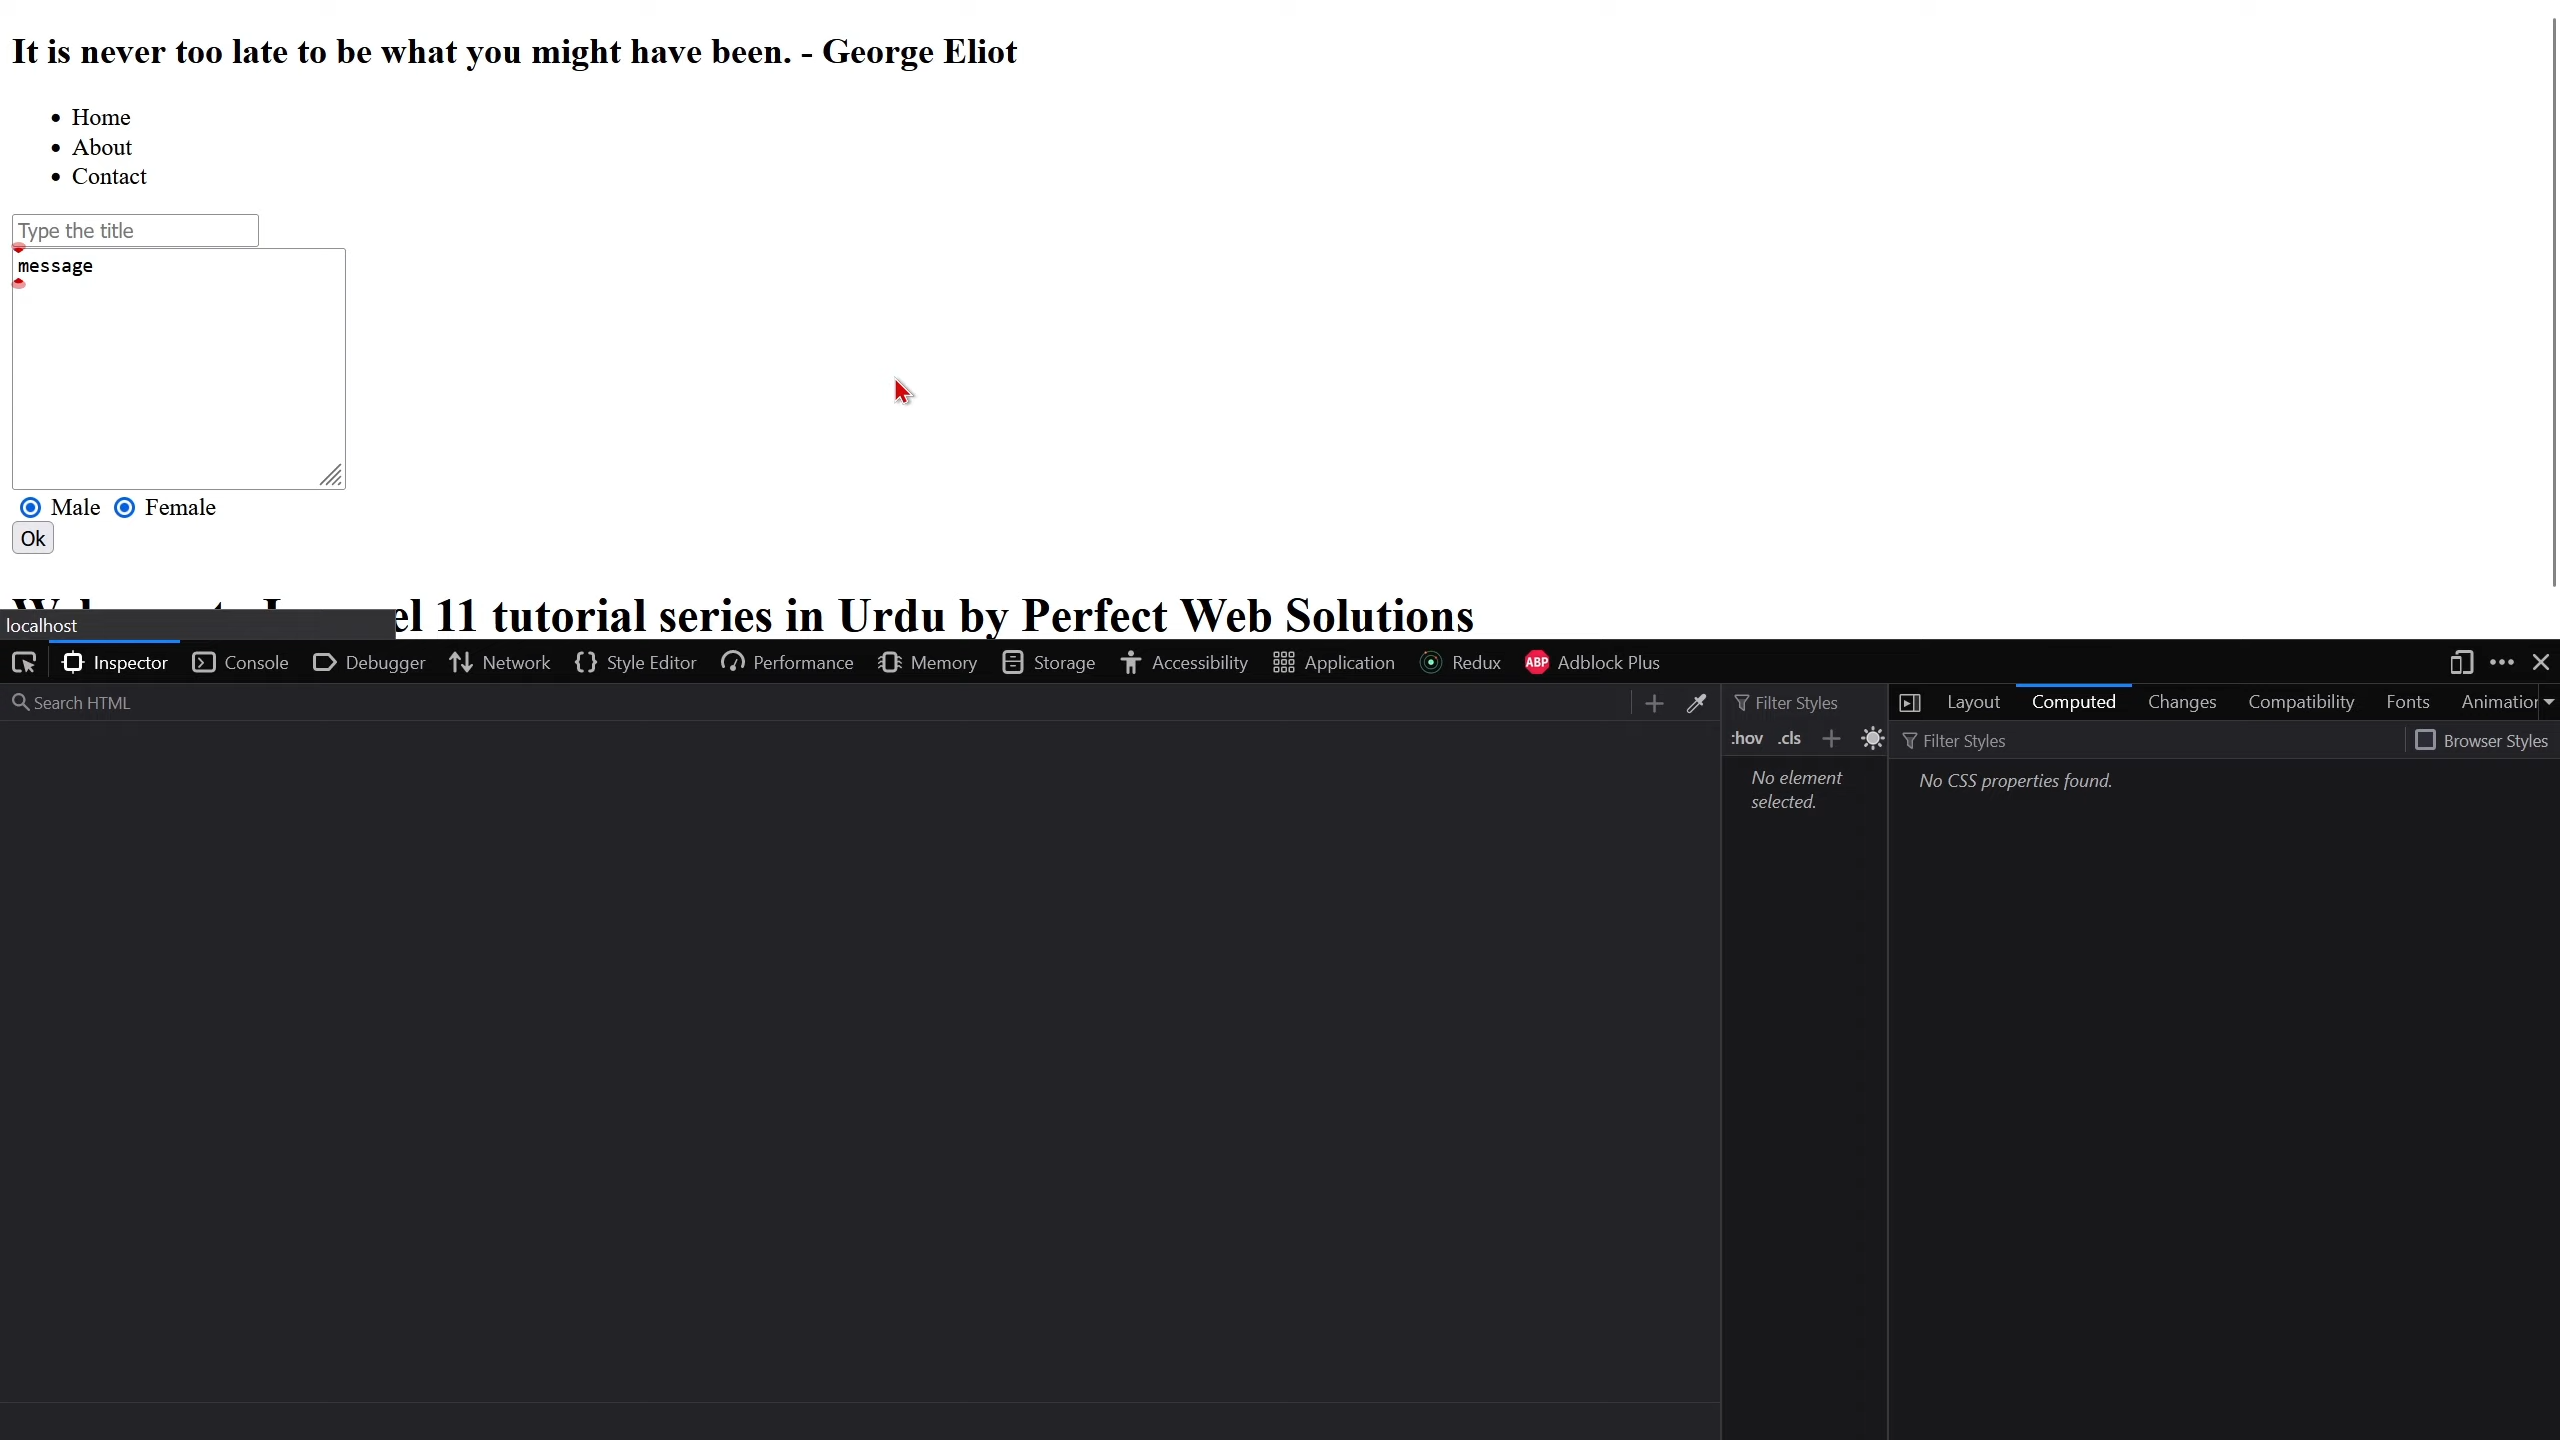 It is never too late to be what you might have been. - George Eliot
Home
About
Contact
Type the title
message
Male Female
Ok
el 11 tutorial series in Urdu by Perfect Web Solutions
localhost
Inspector Console Debugger Network Style Editor Performance Memory Storage Accessibility Application Redux ABP Adblock Plus
Search HTML
Filter Styles
Layout Computed Changes Compatibility Fonts Animation
:hov .cls
Filter Styles Browser Styles
No element
selected.
No CSS properties found.